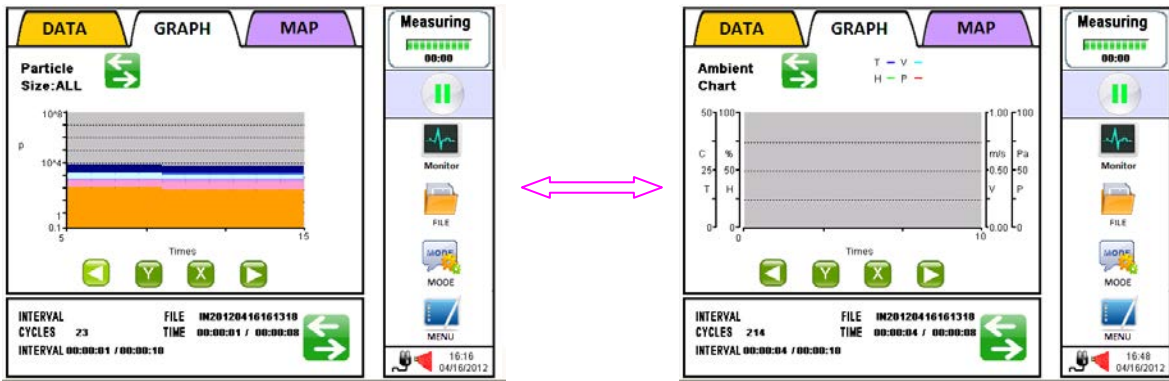 DATA GRAPH MAP
Particle
Size:ALL
10^8
p
10^4
1
0.1
5 15
Times
Y X
INTERVAL FILE IN20120416161318
CYCLES 23 TIME 00:00:01 / 00:00:08
INTERVAL 00:00:01 / 00:00:10
Measuring
00:00
Monitor
FILE
MODE
MODE
MENU
16:16
04/16/2012
DATA GRAPH MAP
Ambient
Chart
T V
H P
50 100 1.00 100
C % m/s Pa
25 50 0.50 50
T H V P
0 0 0.00 0
0 10
Times
Y X
INTERVAL FILE IN20120416161318
CYCLES 214 TIME 00:00:04 / 00:00:08
INTERVAL 00:00:04 / 00:00:10
Measuring
00:00
Monitor
FILE
MODE
MODE
MENU
16:48
04/16/2012